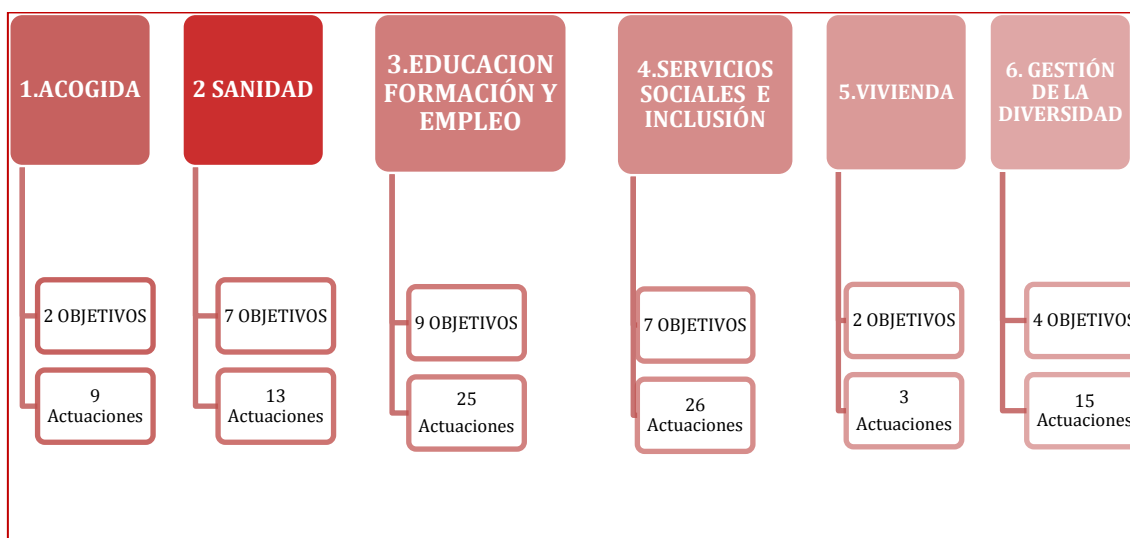 1.ACOGIDA
2 OBJETIVOS
9
Actuaciones
2 SANIDAD
7 OBJETIVOS
13
Actuaciones
3.EDUCACION
FORMACIÓN Y
EMPLEO
9 OBJETIVOS
25
Actuaciones
4.SERVICIOS
SOCIALES E
INCLUSIÓN
7 OBJETIVOS
26
Actuaciones
5.VIVIENDA
2 OBJETIVOS
3
Actuaciones
6. GESTIÓN
DE LA
DIVERSIDAD
4 OBJETIVOS
15
Actuaciones